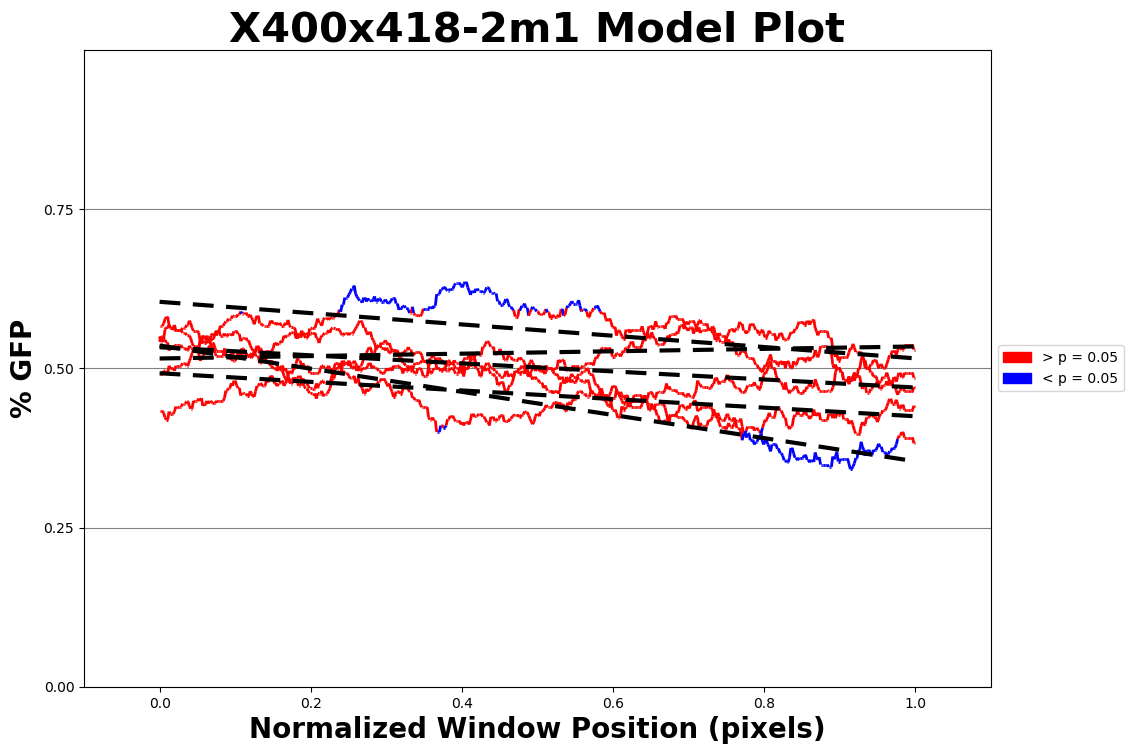 X400x418-2m1 Model Plot
% GFP
0.75
0.50
0.25
0.00
0.0 0.2 0.4 0.6 0.8 1.0
Normalized Window Position (pixels)
> p = 0.05
< p = 0.05